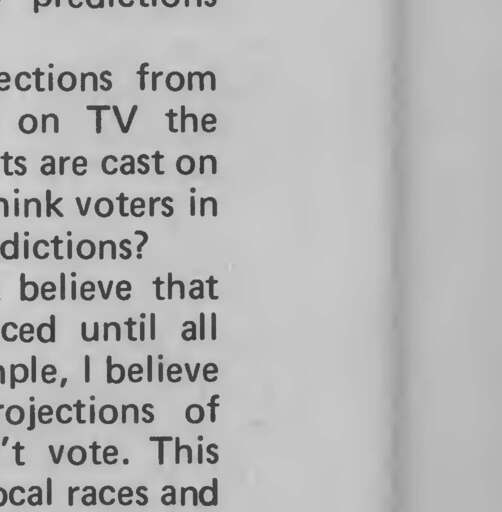 predictions
ections from
on TV the
ts are cast on
hink voters in
dictions?
believe that
ced until all
mple, I believe
rojections of
't vote. This
ocal races and